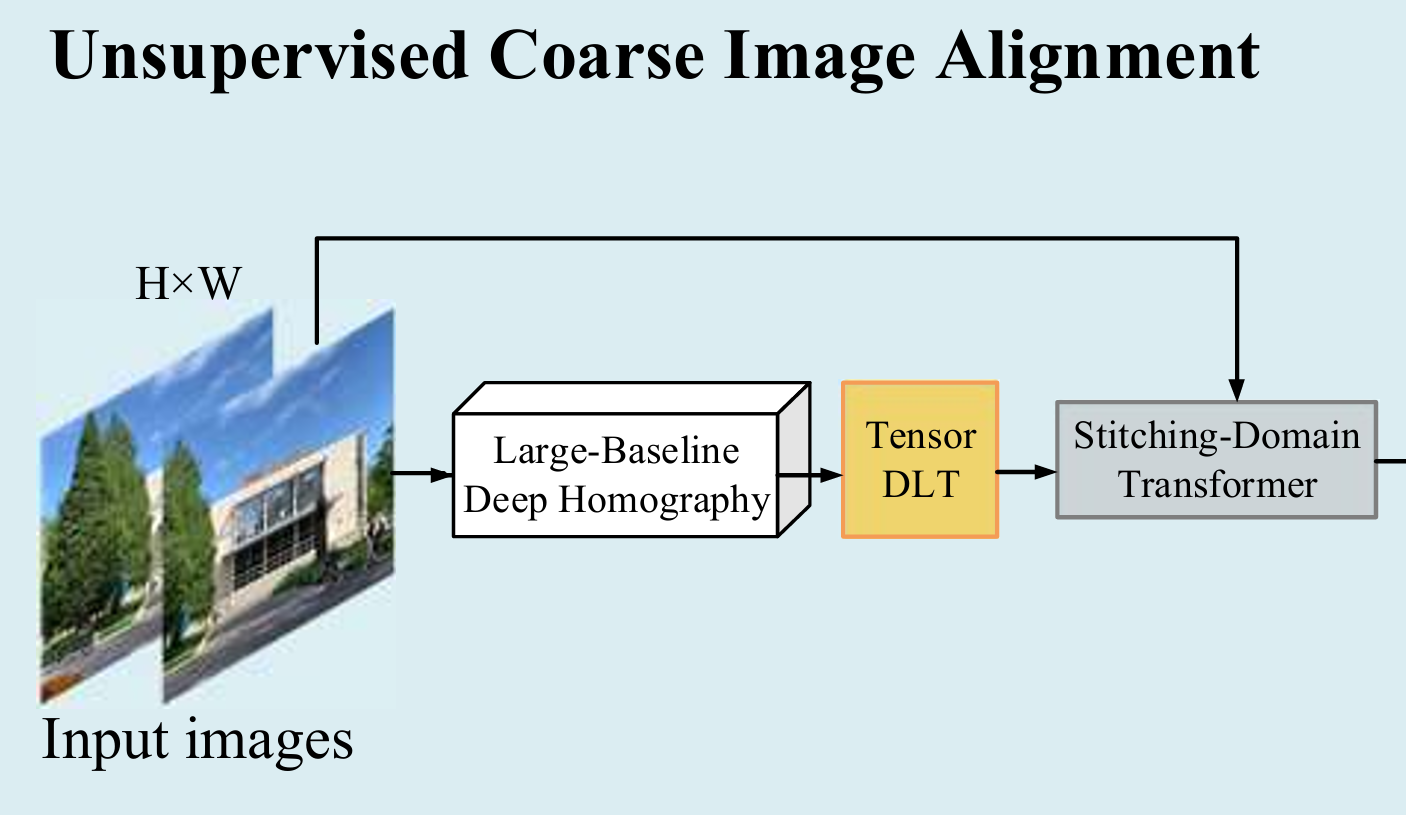 Unsupervised Coarse Image Alignment
H×W
Large-Baseline
Deep Homography
Tensor
DLT
Stitching-Domain
Transformer
Input images